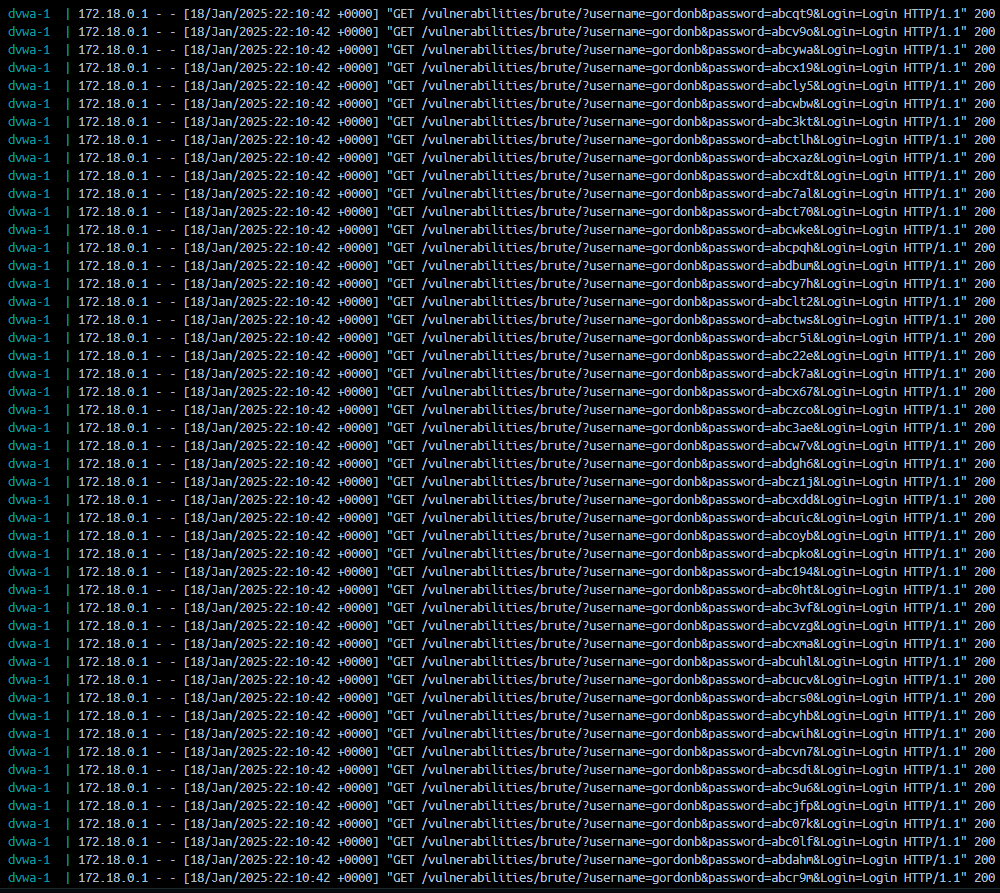 dvwa-1 | 172.18.0.1 - - [18/Jan/2025:22:10:42 +0000] "GET /vulnerabilities/brute/?username=gordonb&password=abcqt9&Login=Login HTTP/1.1" 200
dvwa-1 | 172.18.0.1 - - [18/Jan/2025:22:10:42 +0000] "GET /vulnerabilities/brute/?username=gordonb&password=abcv9o&Login=Login HTTP/1.1" 200
dvwa-1 | 172.18.0.1 - - [18/Jan/2025:22:10:42 +0000] "GET /vulnerabilities/brute/?username=gordonb&password=abcywa&Login=Login HTTP/1.1" 200
dvwa-1 | 172.18.0.1 - - [18/Jan/2025:22:10:42 +0000] "GET /vulnerabilities/brute/?username=gordonb&password=abcx19&Login=Login HTTP/1.1" 200
dvwa-1 | 172.18.0.1 - - [18/Jan/2025:22:10:42 +0000] "GET /vulnerabilities/brute/?username=gordonb&password=abcly5&Login=Login HTTP/1.1" 200
dvwa-1 | 172.18.0.1 - - [18/Jan/2025:22:10:42 +0000] "GET /vulnerabilities/brute/?username=gordonb&password=abcwbw&Login=Login HTTP/1.1" 200
dvwa-1 | 172.18.0.1 - - [18/Jan/2025:22:10:42 +0000] "GET /vulnerabilities/brute/?username=gordonb&password=abc3kt&Login=Login HTTP/1.1" 200
dvwa-1 | 172.18.0.1 - - [18/Jan/2025:22:10:42 +0000] "GET /vulnerabilities/brute/?username=gordonb&password=abctlh&Login=Login HTTP/1.1" 200
dvwa-1 | 172.18.0.1 - - [18/Jan/2025:22:10:42 +0000] "GET /vulnerabilities/brute/?username=gordonb&password=abcxaz&Login=Login HTTP/1.1" 200
dvwa-1 | 172.18.0.1 - - [18/Jan/2025:22:10:42 +0000] "GET /vulnerabilities/brute/?username=gordonb&password=abcxdt&Login=Login HTTP/1.1" 200
dvwa-1 | 172.18.0.1 - - [18/Jan/2025:22:10:42 +0000] "GET /vulnerabilities/brute/?username=gordonb&password=abc7al&Login=Login HTTP/1.1" 200
dvwa-1 | 172.18.0.1 - - [18/Jan/2025:22:10:42 +0000] "GET /vulnerabilities/brute/?username=gordonb&password=abct70&Login=Login HTTP/1.1" 200
dvwa-1 | 172.18.0.1 - - [18/Jan/2025:22:10:42 +0000] "GET /vulnerabilities/brute/?username=gordonb&password=abcwke&Login=Login HTTP/1.1" 200
dvwa-1 | 172.18.0.1 - - [18/Jan/2025:22:10:42 +0000] "GET /vulnerabilities/brute/?username=gordonb&password=abcpqh&Login=Login HTTP/1.1" 200
dvwa-1 | 172.18.0.1 - - [18/Jan/2025:22:10:42 +0000] "GET /vulnerabilities/brute/?username=gordonb&password=abdbum&Login=Login HTTP/1.1" 200
dvwa-1 | 172.18.0.1 - - [18/Jan/2025:22:10:42 +0000] "GET /vulnerabilities/brute/?username=gordonb&password=abcy7h&Login=Login HTTP/1.1" 200
dvwa-1 | 172.18.0.1 - - [18/Jan/2025:22:10:42 +0000] "GET /vulnerabilities/brute/?username=gordonb&password=abclt2&Login=Login HTTP/1.1" 200
dvwa-1 | 172.18.0.1 - - [18/Jan/2025:22:10:42 +0000] "GET /vulnerabilities/brute/?username=gordonb&password=abctws&Login=Login HTTP/1.1" 200
dvwa-1 | 172.18.0.1 - - [18/Jan/2025:22:10:42 +0000] "GET /vulnerabilities/brute/?username=gordonb&password=abcr5i&Login=Login HTTP/1.1" 200
dvwa-1 | 172.18.0.1 - - [18/Jan/2025:22:10:42 +0000] "GET /vulnerabilities/brute/?username=gordonb&password=abc22e&Login=Login HTTP/1.1" 200
dvwa-1 | 172.18.0.1 - - [18/Jan/2025:22:10:42 +0000] "GET /vulnerabilities/brute/?username=gordonb&password=abck7a&Login=Login HTTP/1.1" 200
dvwa-1 | 172.18.0.1 - - [18/Jan/2025:22:10:42 +0000] "GET /vulnerabilities/brute/?username=gordonb&password=abcx67&Login=Login HTTP/1.1" 200
dvwa-1 | 172.18.0.1 - - [18/Jan/2025:22:10:42 +0000] "GET /vulnerabilities/brute/?username=gordonb&password=abczco&Login=Login HTTP/1.1" 200
dvwa-1 | 172.18.0.1 - - [18/Jan/2025:22:10:42 +0000] "GET /vulnerabilities/brute/?username=gordonb&password=abc3ae&Login=Login HTTP/1.1" 200
dvwa-1 | 172.18.0.1 - - [18/Jan/2025:22:10:42 +0000] "GET /vulnerabilities/brute/?username=gordonb&password=abcw7v&Login=Login HTTP/1.1" 200
dvwa-1 | 172.18.0.1 - - [18/Jan/2025:22:10:42 +0000] "GET /vulnerabilities/brute/?username=gordonb&password=abdgh6&Login=Login HTTP/1.1" 200
dvwa-1 | 172.18.0.1 - - [18/Jan/2025:22:10:42 +0000] "GET /vulnerabilities/brute/?username=gordonb&password=abcz1j&Login=Login HTTP/1.1" 200
dvwa-1 | 172.18.0.1 - - [18/Jan/2025:22:10:42 +0000] "GET /vulnerabilities/brute/?username=gordonb&password=abcxdd&Login=Login HTTP/1.1" 200
dvwa-1 | 172.18.0.1 - - [18/Jan/2025:22:10:42 +0000] "GET /vulnerabilities/brute/?username=gordonb&password=abcuic&Login=Login HTTP/1.1" 200
dvwa-1 | 172.18.0.1 - - [18/Jan/2025:22:10:42 +0000] "GET /vulnerabilities/brute/?username=gordonb&password=abcoyb&Login=Login HTTP/1.1" 200
dvwa-1 | 172.18.0.1 - - [18/Jan/2025:22:10:42 +0000] "GET /vulnerabilities/brute/?username=gordonb&password=abcpko&Login=Login HTTP/1.1" 200
dvwa-1 | 172.18.0.1 - - [18/Jan/2025:22:10:42 +0000] "GET /vulnerabilities/brute/?username=gordonb&password=abc194&Login=Login HTTP/1.1" 200
dvwa-1 | 172.18.0.1 - - [18/Jan/2025:22:10:42 +0000] "GET /vulnerabilities/brute/?username=gordonb&password=abc0ht&Login=Login HTTP/1.1" 200
dvwa-1 | 172.18.0.1 - - [18/Jan/2025:22:10:42 +0000] "GET /vulnerabilities/brute/?username=gordonb&password=abc3vf&Login=Login HTTP/1.1" 200
dvwa-1 | 172.18.0.1 - - [18/Jan/2025:22:10:42 +0000] "GET /vulnerabilities/brute/?username=gordonb&password=abcvzg&Login=Login HTTP/1.1" 200
dvwa-1 | 172.18.0.1 - - [18/Jan/2025:22:10:42 +0000] "GET /vulnerabilities/brute/?username=gordonb&password=abcxma&Login=Login HTTP/1.1" 200
dvwa-1 | 172.18.0.1 - - [18/Jan/2025:22:10:42 +0000] "GET /vulnerabilities/brute/?username=gordonb&password=abcuhl&Login=Login HTTP/1.1" 200
dvwa-1 | 172.18.0.1 - - [18/Jan/2025:22:10:42 +0000] "GET /vulnerabilities/brute/?username=gordonb&password=abcucv&Login=Login HTTP/1.1" 200
dvwa-1 | 172.18.0.1 - - [18/Jan/2025:22:10:42 +0000] "GET /vulnerabilities/brute/?username=gordonb&password=abcrs0&Login=Login HTTP/1.1" 200
dvwa-1 | 172.18.0.1 - - [18/Jan/2025:22:10:42 +0000] "GET /vulnerabilities/brute/?username=gordonb&password=abcyhb&Login=Login HTTP/1.1" 200
dvwa-1 | 172.18.0.1 - - [18/Jan/2025:22:10:42 +0000] "GET /vulnerabilities/brute/?username=gordonb&password=abcwih&Login=Login HTTP/1.1" 200
dvwa-1 | 172.18.0.1 - - [18/Jan/2025:22:10:42 +0000] "GET /vulnerabilities/brute/?username=gordonb&password=abcvn7&Login=Login HTTP/1.1" 200
dvwa-1 | 172.18.0.1 - - [18/Jan/2025:22:10:42 +0000] "GET /vulnerabilities/brute/?username=gordonb&password=abcsdi&Login=Login HTTP/1.1" 200
dvwa-1 | 172.18.0.1 - - [18/Jan/2025:22:10:42 +0000] "GET /vulnerabilities/brute/?username=gordonb&password=abc9u6&Login=Login HTTP/1.1" 200
dvwa-1 | 172.18.0.1 - - [18/Jan/2025:22:10:42 +0000] "GET /vulnerabilities/brute/?username=gordonb&password=abcjfp&Login=Login HTTP/1.1" 200
dvwa-1 | 172.18.0.1 - - [18/Jan/2025:22:10:42 +0000] "GET /vulnerabilities/brute/?username=gordonb&password=abc07k&Login=Login HTTP/1.1" 200
dvwa-1 | 172.18.0.1 - - [18/Jan/2025:22:10:42 +0000] "GET /vulnerabilities/brute/?username=gordonb&password=abc0lf&Login=Login HTTP/1.1" 200
dvwa-1 | 172.18.0.1 - - [18/Jan/2025:22:10:42 +0000] "GET /vulnerabilities/brute/?username=gordonb&password=abdahm&Login=Login HTTP/1.1" 200
dvwa-1 | 172.18.0.1 - - [18/Jan/2025:22:10:42 +0000] "GET /vulnerabilities/brute/?username=gordonb&password=abcr9m&Login=Login HTTP/1.1" 200